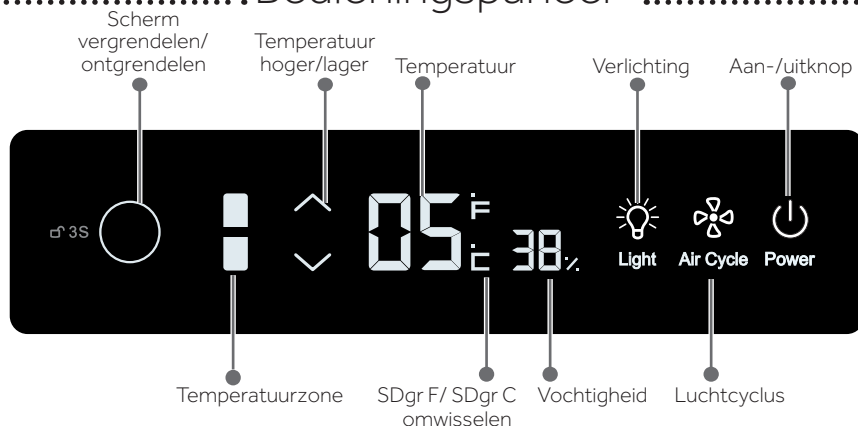 Bedieningspaneel
Scherm
vergrendelen/
ontgrendelen
Temperatuur
hoger/lager
Temperatuur
Verlichting
Aan-/uitknop
3S
05
F
C
38%
Light
Air Cycle
Power
Temperatuurzone
SDgr F/ SDgr C
omwisselen
Vochtigheid
Luchtcyclus